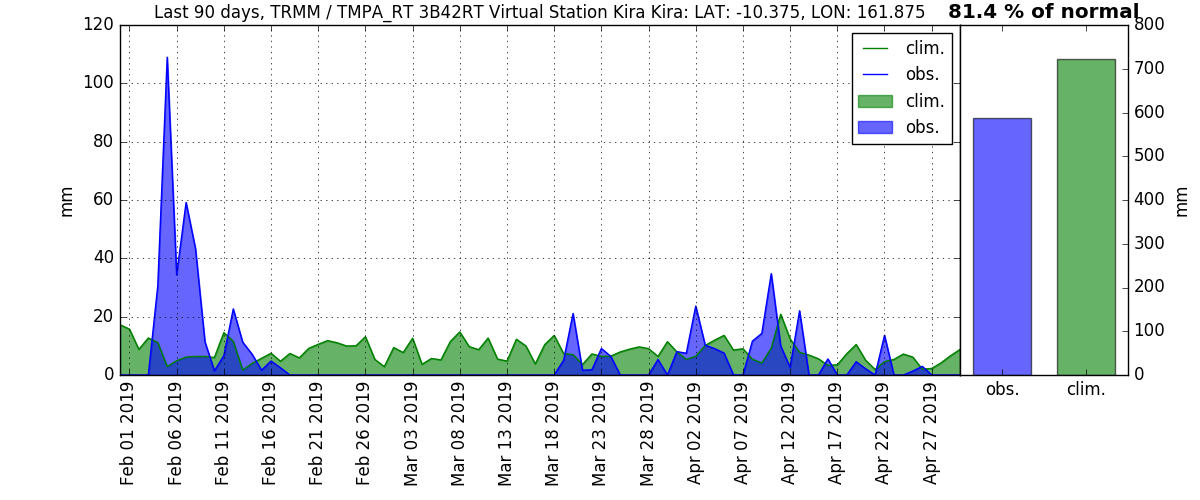 Last 90 days, TRMM / TMPA_RT 3B42RT Virtual Station Kira Kira: LAT: -10.375, LON: 161.875
81.4 % of normal
120
100
80
60
40
20
0
mm
clim.
obs.
clim.
obs.
800
700
600
500
400
300
200
100
0
mm
Feb 01 2019
Feb 06 2019
Feb 11 2019
Feb 16 2019
Feb 21 2019
Feb 26 2019
Mar 03 2019
Mar 08 2019
Mar 13 2019
Mar 18 2019
Mar 23 2019
Mar 28 2019
Apr 02 2019
Apr 07 2019
Apr 12 2019
Apr 17 2019
Apr 22 2019
Apr 27 2019
obs.
clim.